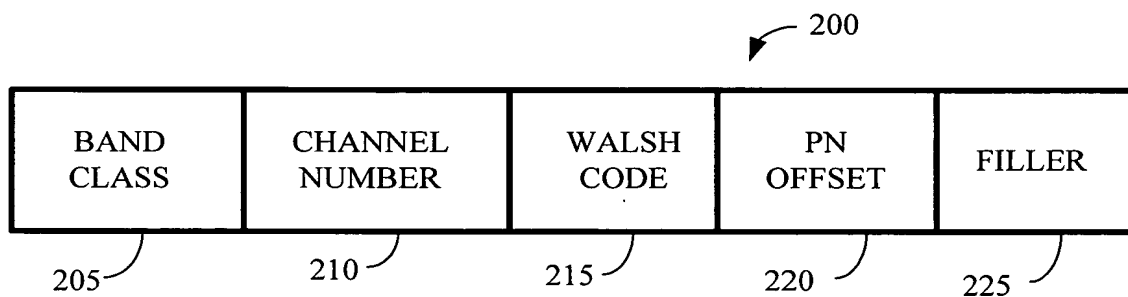 200
BAND
CLASS
CHANNEL
NUMBER
WALSH
CODE
PN
OFFSET
FILLER
205
210
215
220
225